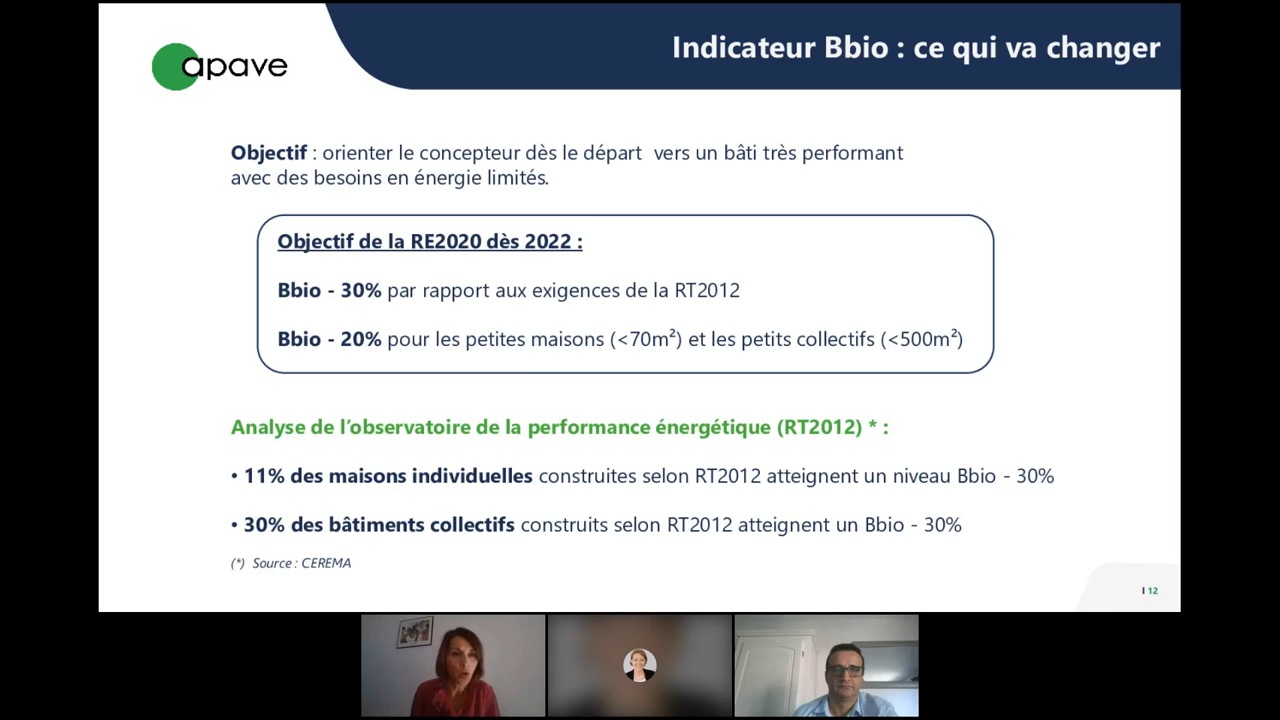 apave
Indicateur Bbio : ce qui va changer
Objectif : orienter le concepteur dès le départ vers un bâti très performant
avec des besoins en énergie limités.
Objectif de la RE2020 dès 2022 :
Bbio - 30% par rapport aux exigences de la RT2012
Bbio - 20% pour les petites maisons (<70m²) et les petits collectifs (<500m²)
Analyse de l’observatoire de la performance énergétique (RT2012) * :
• 11% des maisons individuelles construites selon RT2012 atteignent un niveau Bbio - 30%
• 30% des bâtiments collectifs construits selon RT2012 atteignent un Bbio - 30%
(*) Source : CEREMA
I 12